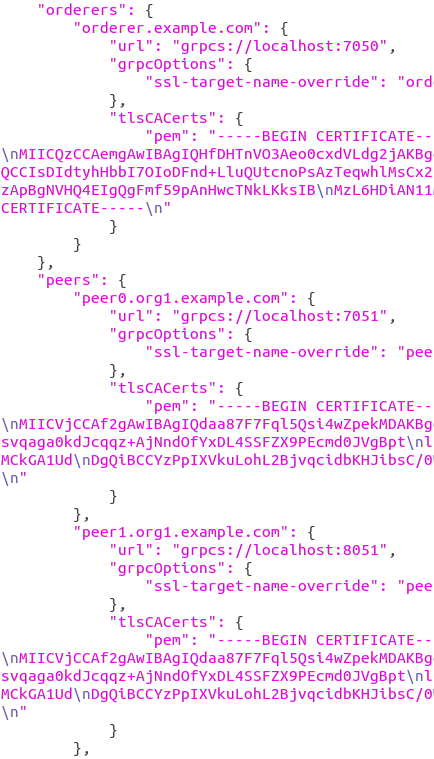 "orderers": {
"orderer.example.com": {
"url": "grpcs://localhost:7050",
"grpcOptions": {
"ssl-target-name-override": "ord
},
"tlsCACerts": {
"pem": "-----BEGIN CERTIFICATE--
\nMIICQzCCAemgAwIBAgIQHfDHTnVO3Aeo0cxdVLdg2jAKBg
QCCIsDIdtyhHbbI7OIoDFnd+LluQUtcnoPsAzTeqwhlMsCx2
zApBgNVHQ4EIgQgFmf59pAnHwcTNkLKksIB\nMzL6HDiAN11
CERTIFICATE-----\n"
}
}
},
"peers": {
"peer0.org1.example.com": {
"url": "grpcs://localhost:7051",
"grpcOptions": {
"ssl-target-name-override": "pee
},
"tlsCACerts": {
"pem": "-----BEGIN CERTIFICATE--
\nMIICVjCCAf2gAwIBAgIQdaa87F7Fql5Qsi4wZpekMDAKBg
svqaga0kdJcqqz+AjNndOfYxDL4SSFZX9PEcmd0JVgBpt\nl
MCkGA1Ud\nDgQiBCCYzPpIXVkuLohL2BjvqcidbKHJibsC/0
\n"
}
},
"peer1.org1.example.com": {
"url": "grpcs://localhost:8051",
"grpcOptions": {
"ssl-target-name-override": "pee
},
"tlsCACerts": {
"pem": "-----BEGIN CERTIFICATE--
\nMIICVjCCAf2gAwIBAgIQdaa87F7Fql5Qsi4wZpekMDAKBg
svqaga0kdJcqqz+AjNndOfYxDL4SSFZX9PEcmd0JVgBpt\nl
MCkGA1Ud\nDgQiBCCYzPpIXVkuLohL2BjvqcidbKHJibsC/0
\n"
}
},